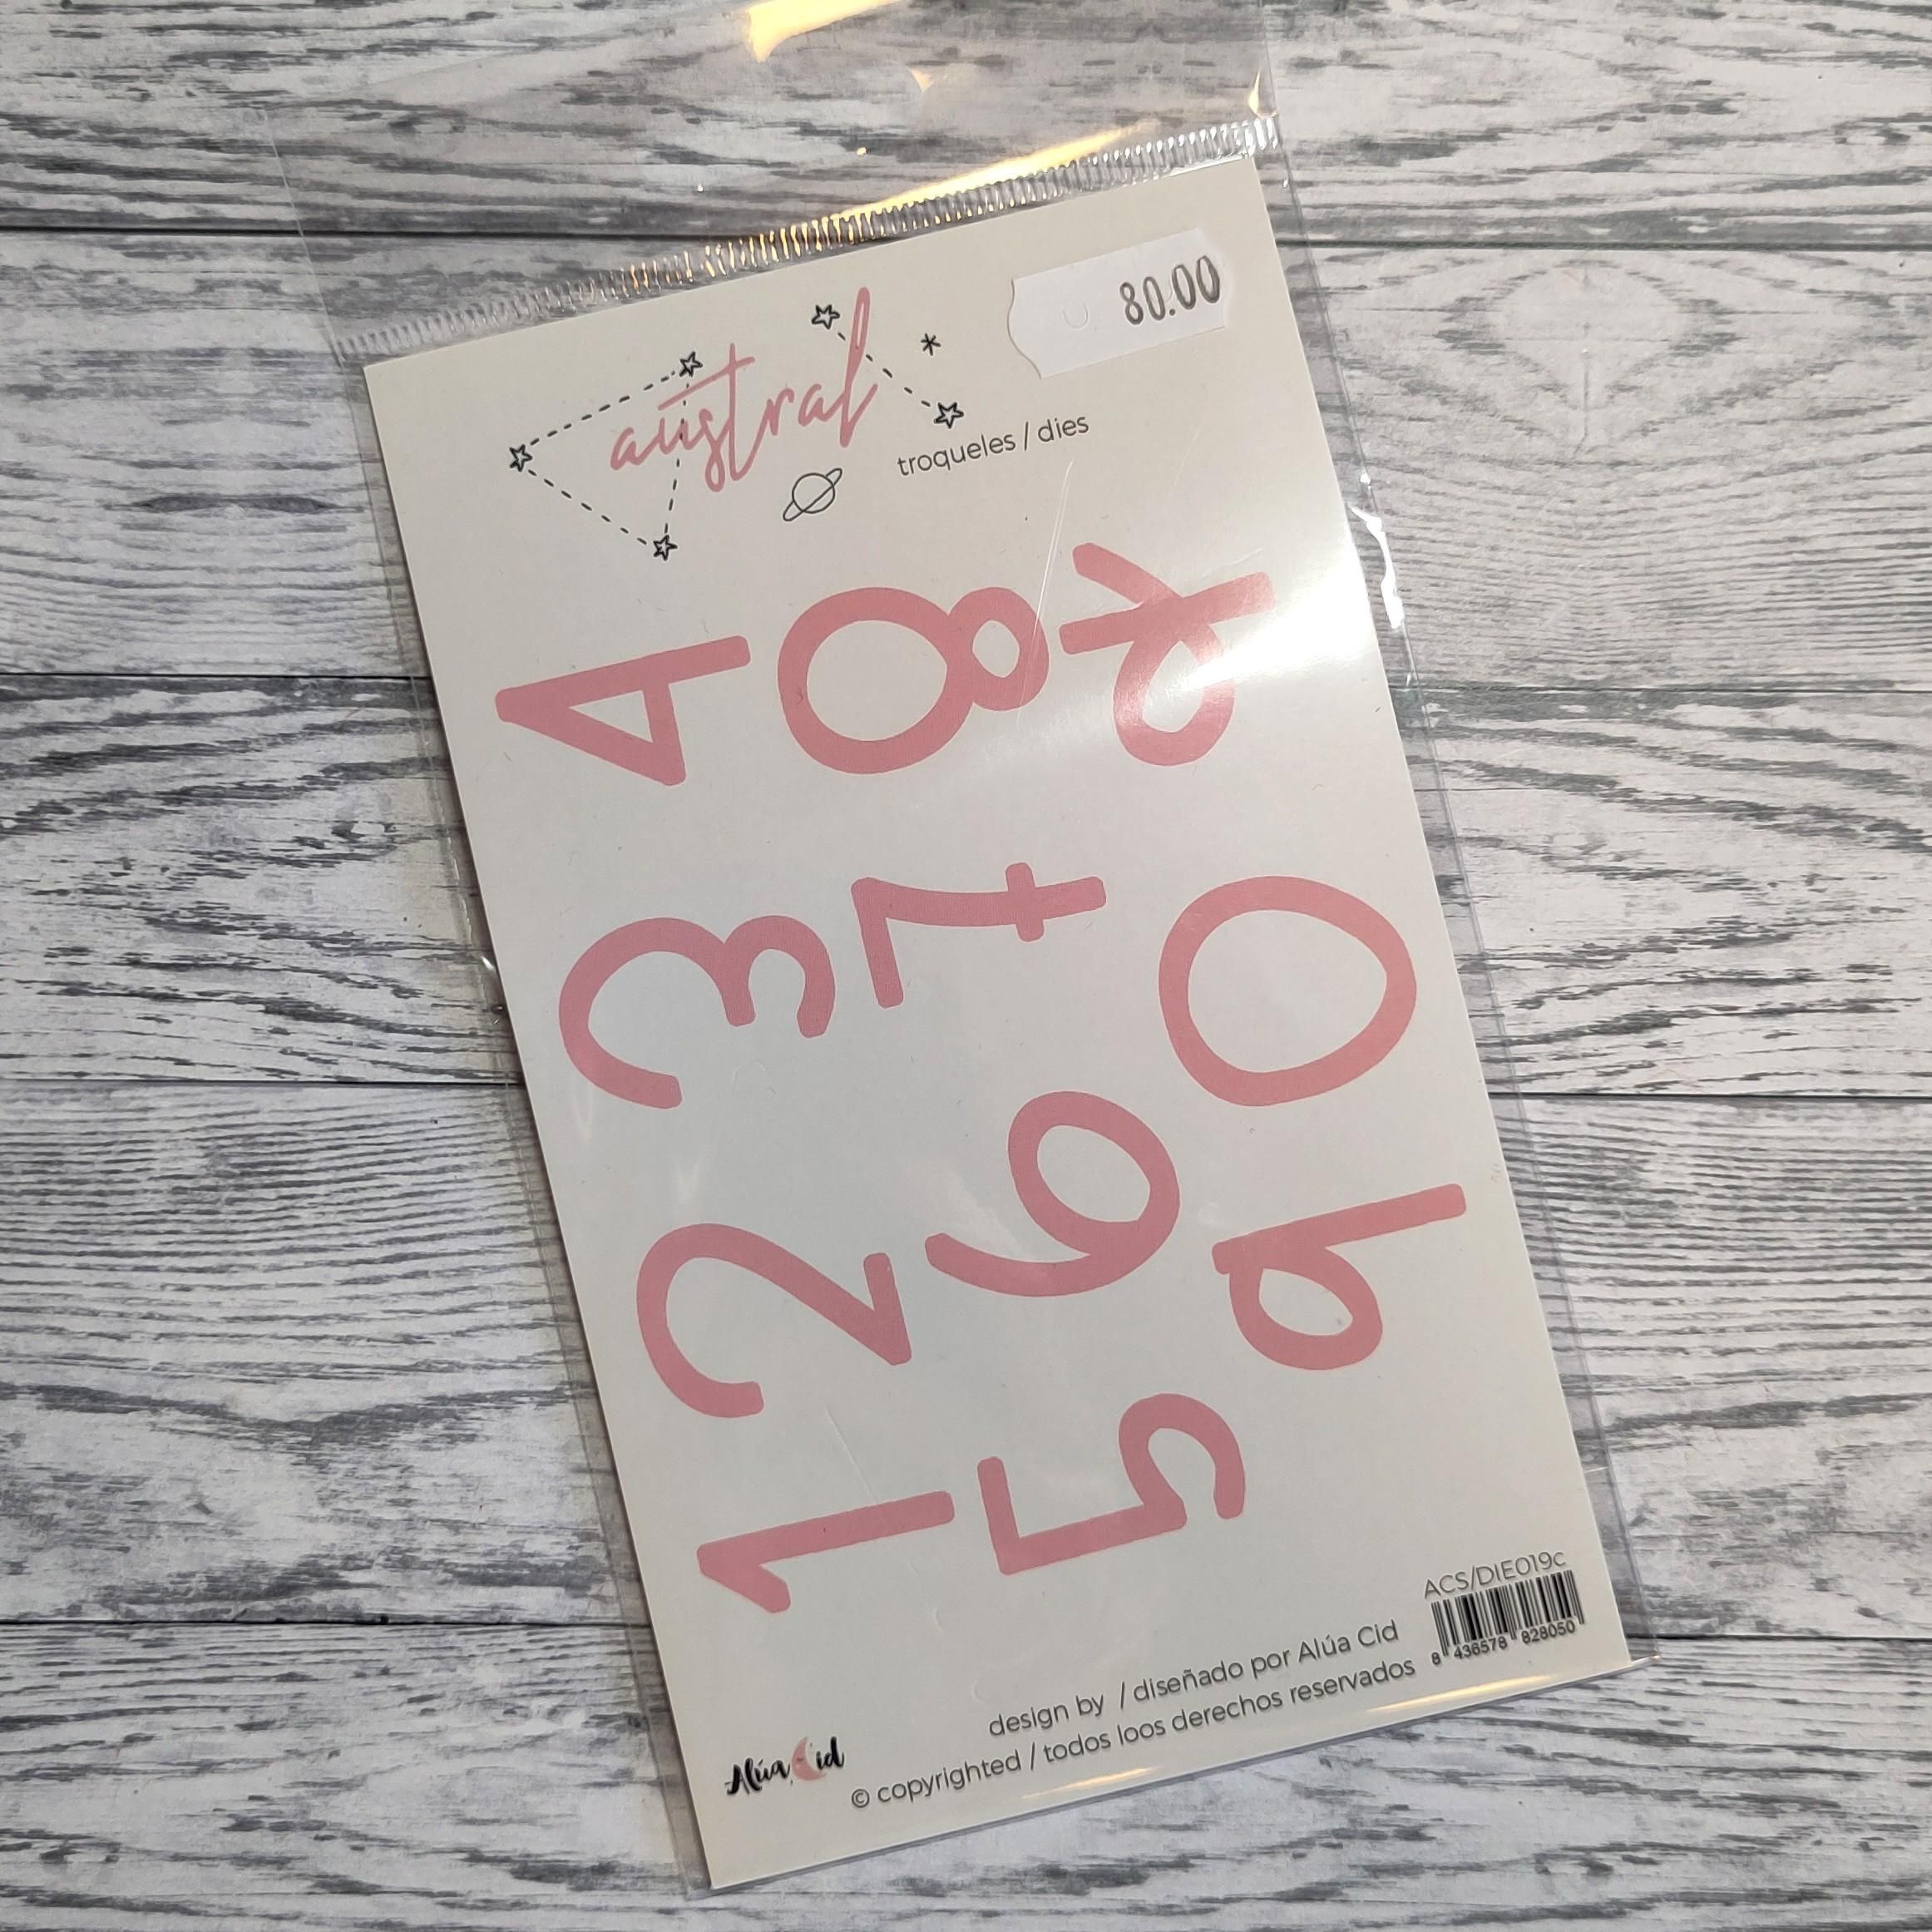 80.00
austral
troqueles / dies
1 2 3 4
5 6 7 8
9 0 &
ACS/DIE019c
8 436578 828050
design by / diseñado por Alúa Cid
© copyrighted / todos loos derechos reservados
Alúa Cid